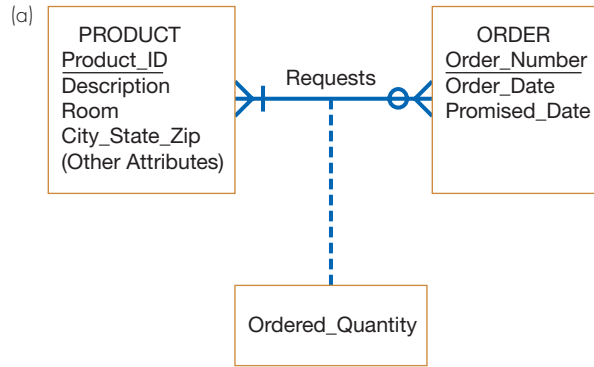 (a)
PRODUCT
Product_ID
Description
Room
City_State_Zip
(Other Attributes)
Requests
ORDER
Order_Number
Order_Date
Promised_Date
Ordered_Quantity